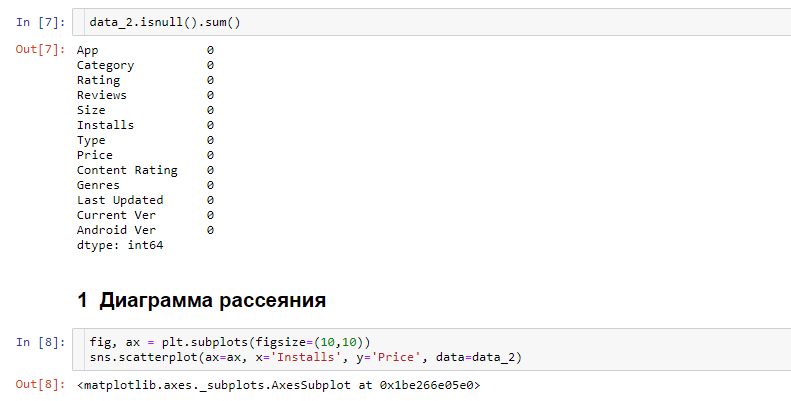 In [7]: data_2.isnull().sum()
Out[7]: App 0
Category 0
Rating 0
Reviews 0
Size 0
Installs 0
Type 0
Price 0
Content Rating 0
Genres 0
Last Updated 0
Current Ver 0
Android Ver 0
dtype: int64
1 Диаграмма рассеяния
In [8]: fig, ax = plt.subplots(figsize=(10,10))
sns.scatterplot(ax=ax, x='Installs', y='Price', data=data_2)
Out[8]: <matplotlib.axes._subplots.AxesSubplot at 0x1be266e05e0>